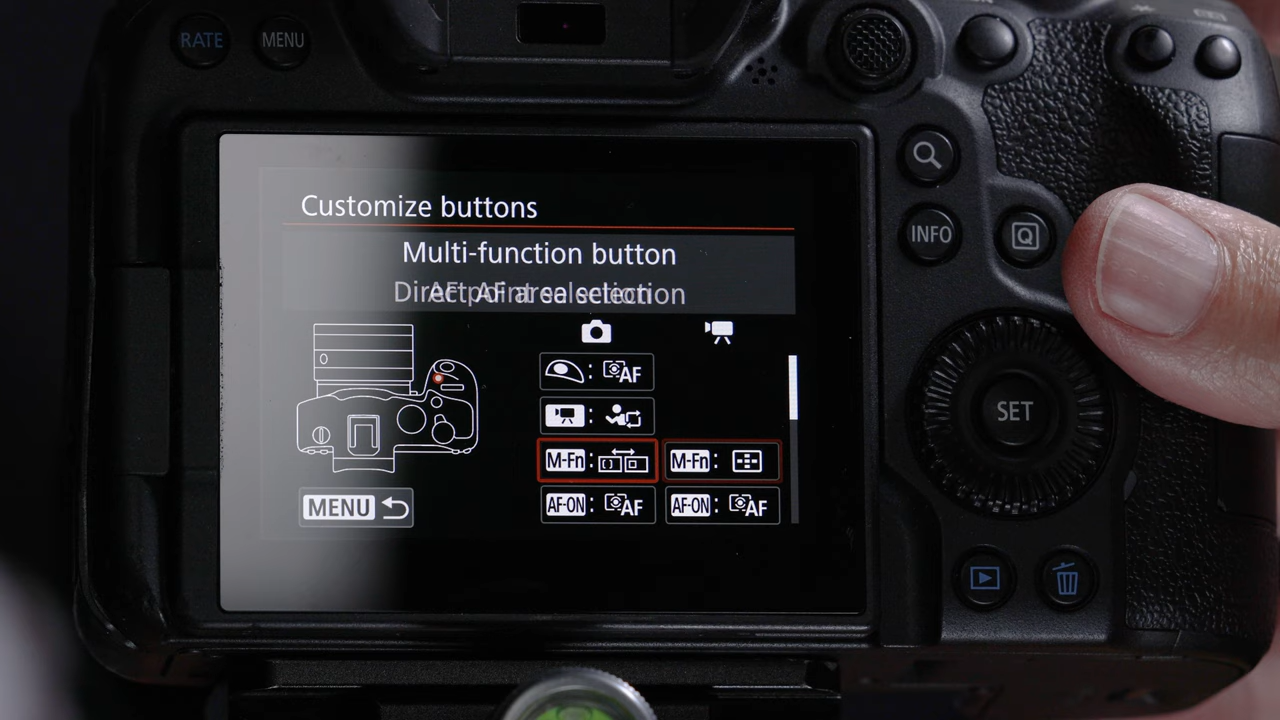 RATE MENU
Customize buttons
Multi-function button
INFO Q
AF
M-Fn: M-Fn:
SET
AF-ON: AF AF-ON: AF
MENU